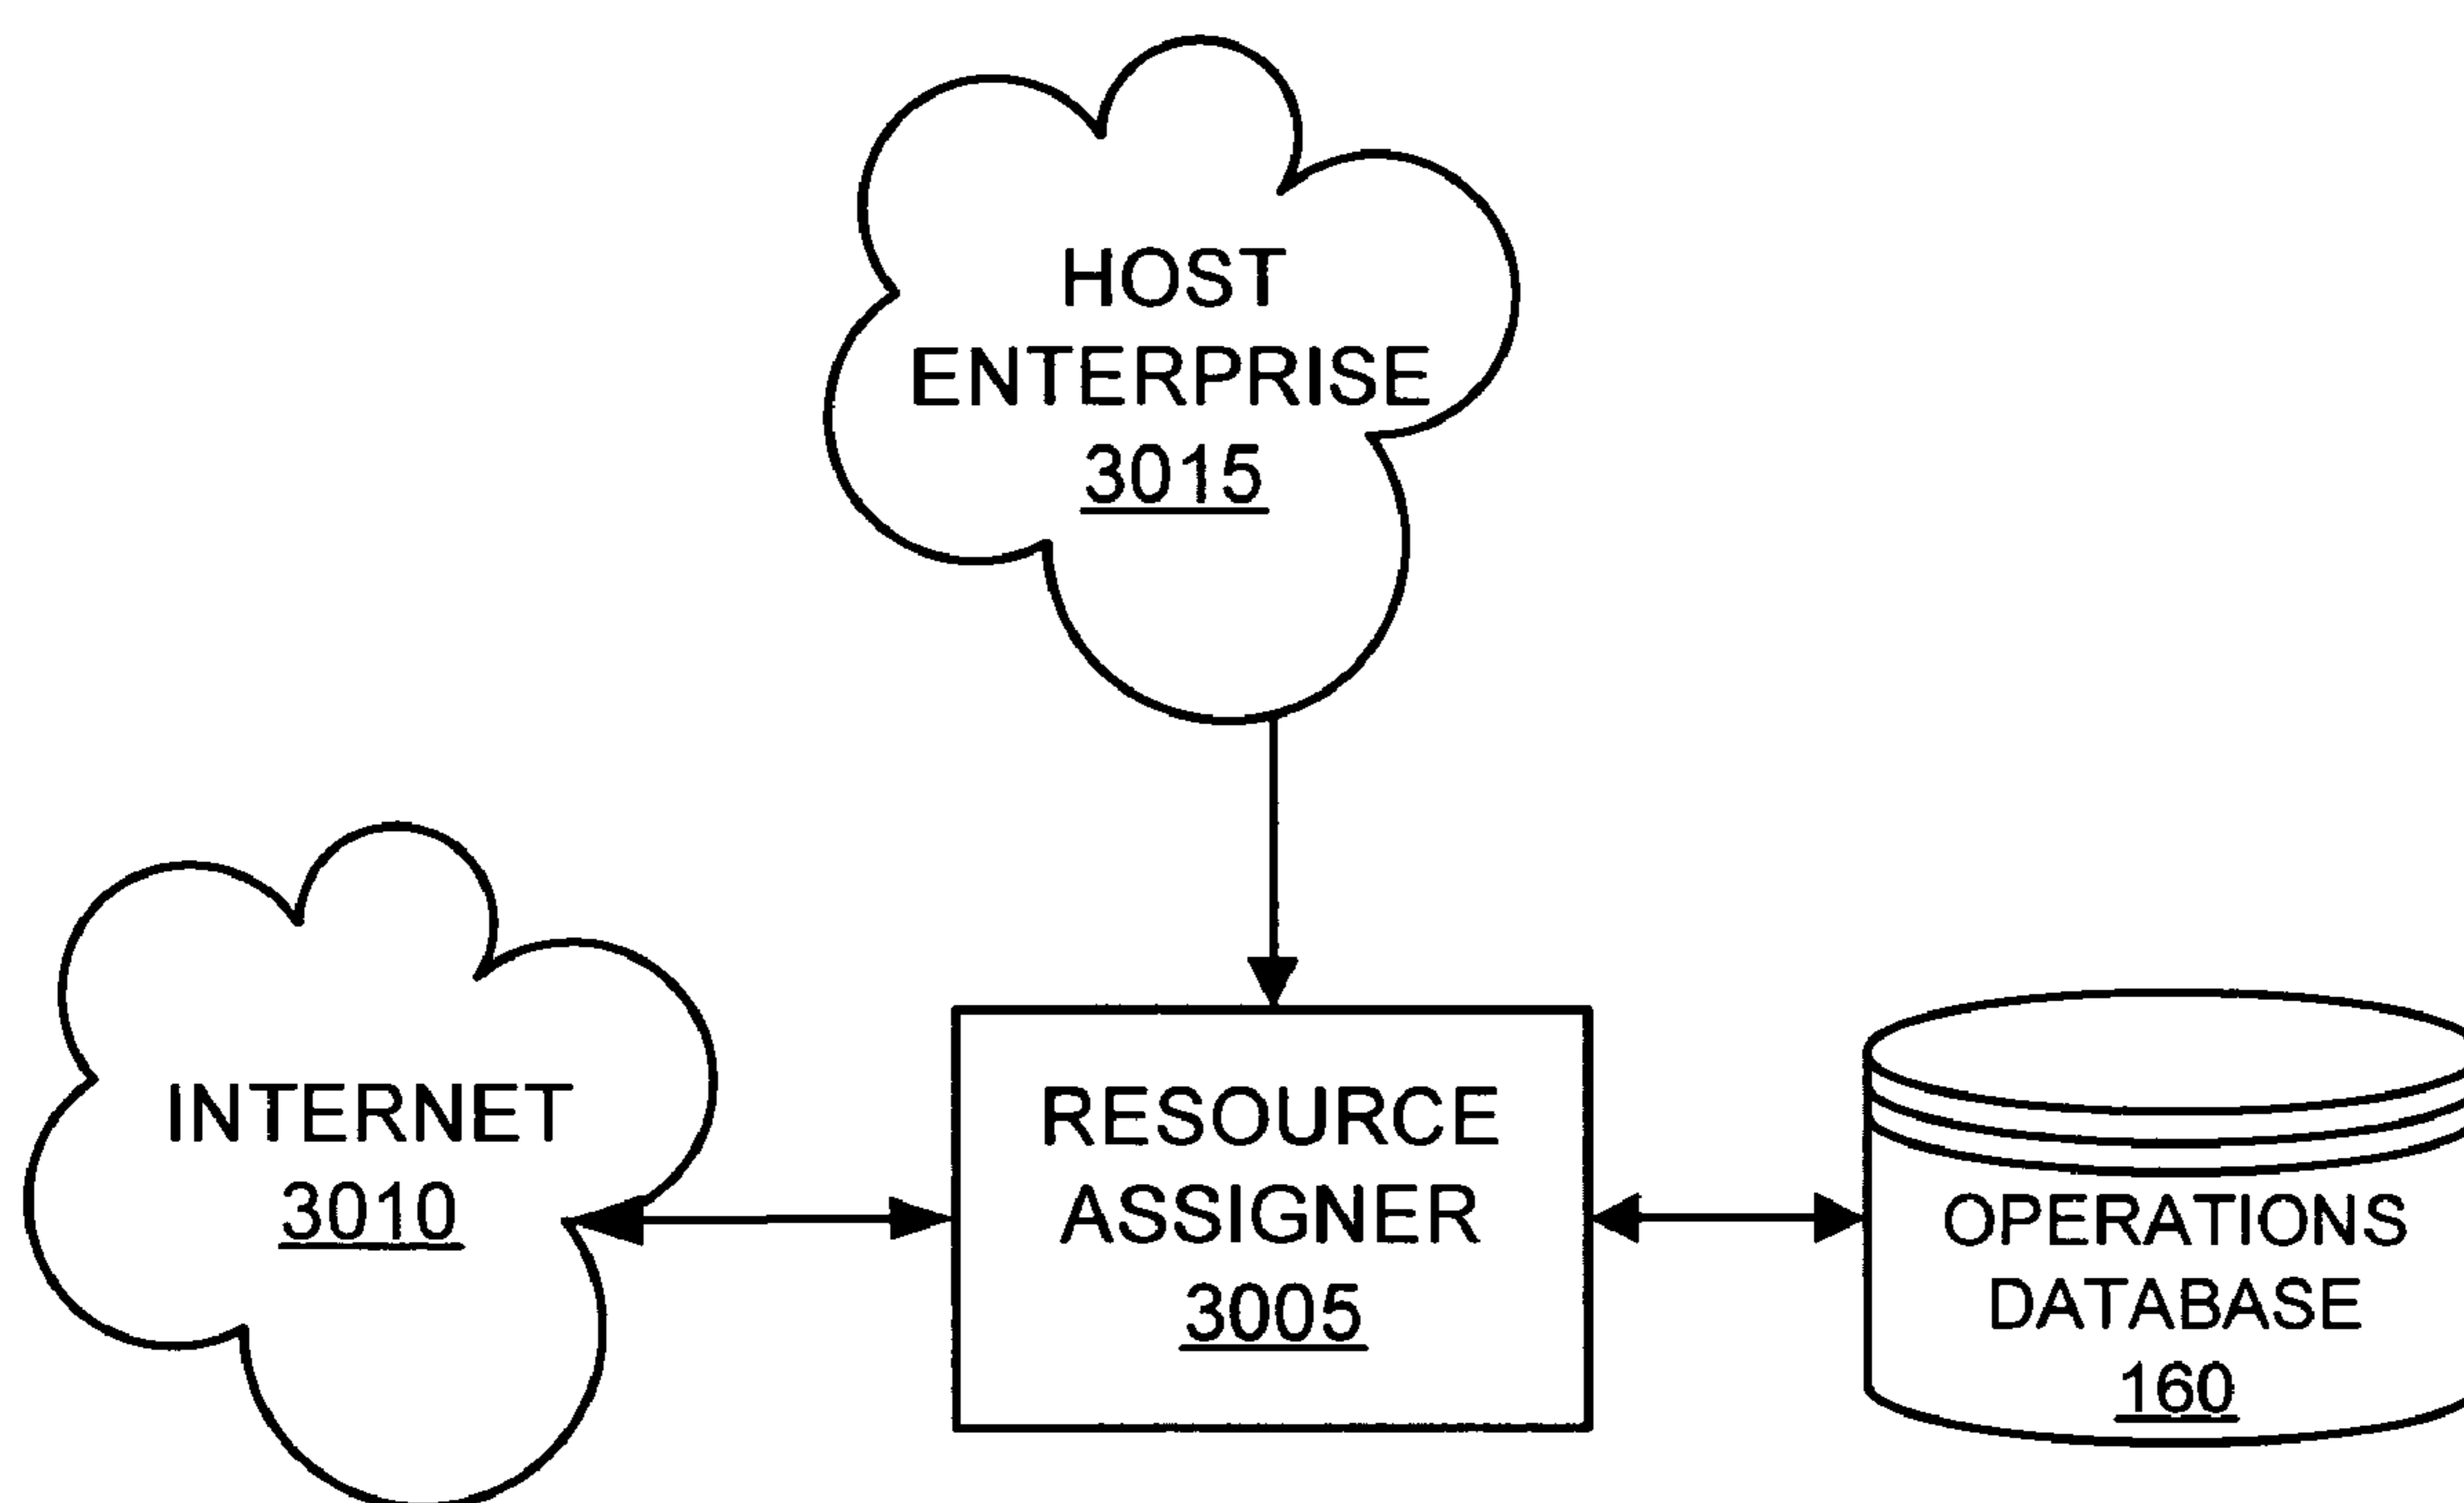 HOST
ENTERPRISE
3015
INTERNET
3010
RESOURCE
ASSIGNER
3005
OPERATIONS
DATABASE
160